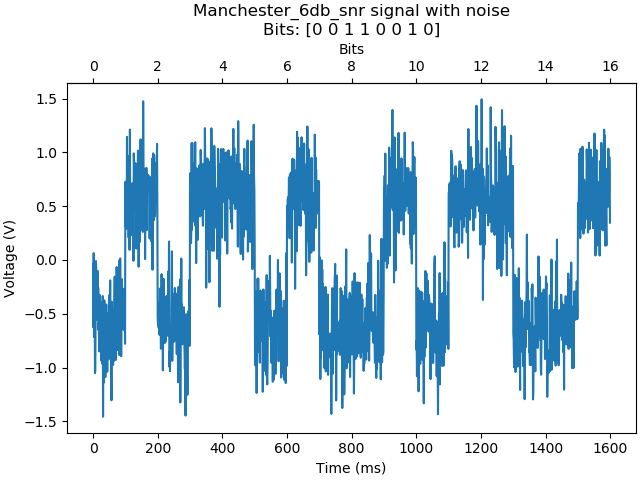 Manchester_6db_snr signal with noise
Bits: [0 0 1 1 0 0 1 0]
Bits
0 2 4 6 8 10 12 14 16
1.5
1.0
0.5
0.0
−0.5
−1.0
−1.5
Voltage (V)
0 200 400 600 800 1000 1200 1400 1600
Time (ms)